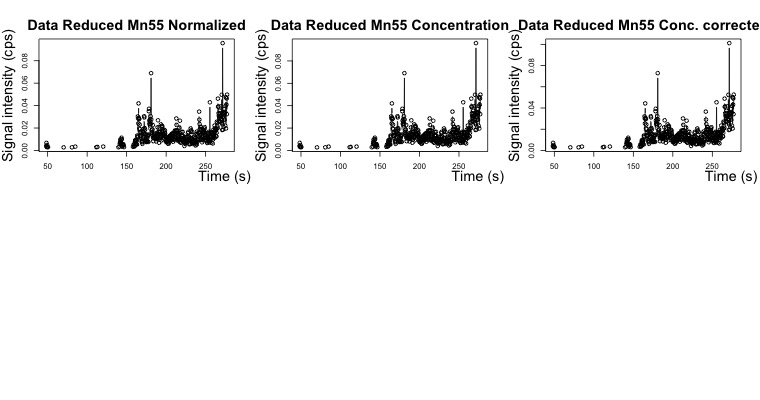 Data Reduced Mn55 Normalized
Signal intensity (cps)
0.00 0.02 0.04 0.06 0.08
50 100 150 200 250
Time (s)
Data Reduced Mn55 Concentration
Signal intensity (cps)
0.00 0.02 0.04 0.06 0.08
50 100 150 200 250
Time (s)
Data Reduced Mn55 Conc. correcte
Signal intensity (cps)
0.00 0.04 0.08
50 100 150 200 250
Time (s)